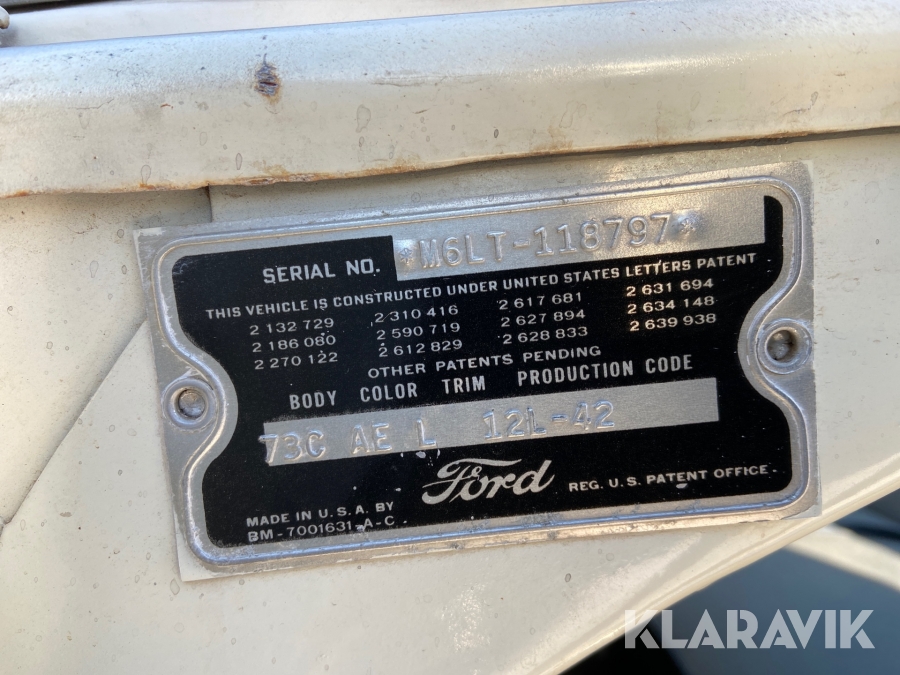 SERIAL NO. *M6LT-118797*
THIS VEHICLE IS CONSTRUCTED UNDER UNITED STATES LETTERS PATENT
2 132 729 2 310 416 2 617 681 2 631 694
2 186 080 2 590 719 2 627 894 2 634 148
2 270 122 2 612 829 2 628 833 2 639 938
OTHER PATENTS PENDING
BODY COLOR TRIM PRODUCTION CODE
73C AE L 12L-42
Ford
REG. U.S. PATENT OFFICE.
MADE IN U.S.A. BY
BM-7001631-A-C
KLARAVIK